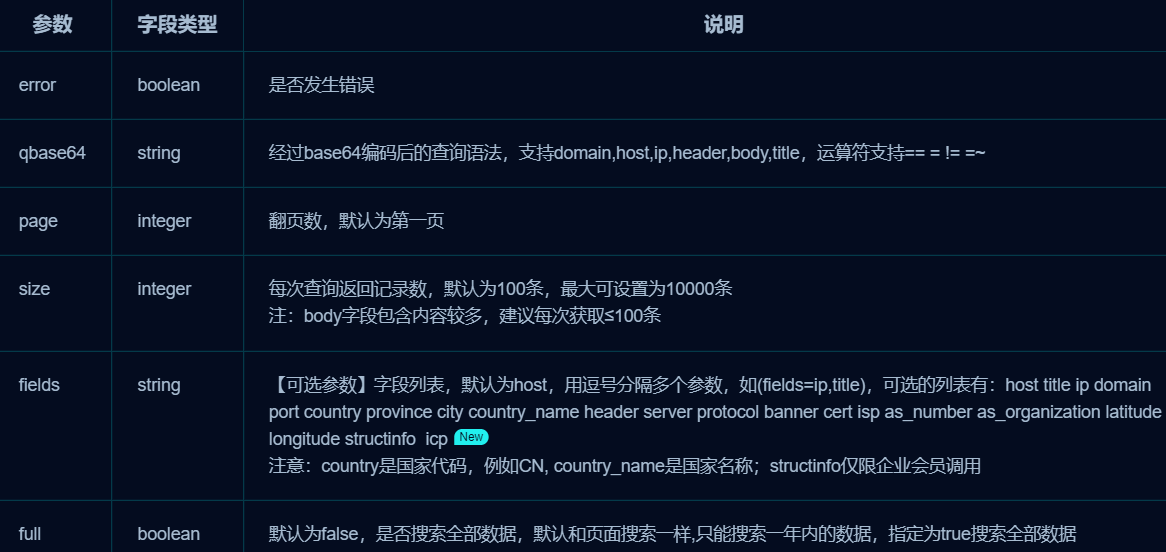 参数 字段类型 说明
error boolean 是否发生错误
qbase64 string 经过base64编码后的查询语法，支持domain,host,ip,header,body,title，运算符支持== = != =~
page integer 翻页数，默认为第一页
size integer 每次查询返回记录数，默认为100条，最大可设置为10000条
注：body字段包含内容较多，建议每次获取≤100条
fields string 【可选参数】字段列表，默认为host，用逗号分隔多个参数，如(fields=ip,title)，可选的列表有：host title ip domain
port country province city country_name header server protocol banner cert isp as_number as_organization latitude
longitude structinfo icp New
注意：country是国家代码，例如CN, country_name是国家名称；structinfo仅限企业会员调用
full boolean 默认为false，是否搜索全部数据，默认和页面搜索一样,只能搜索一年内的数据，指定为true搜索全部数据